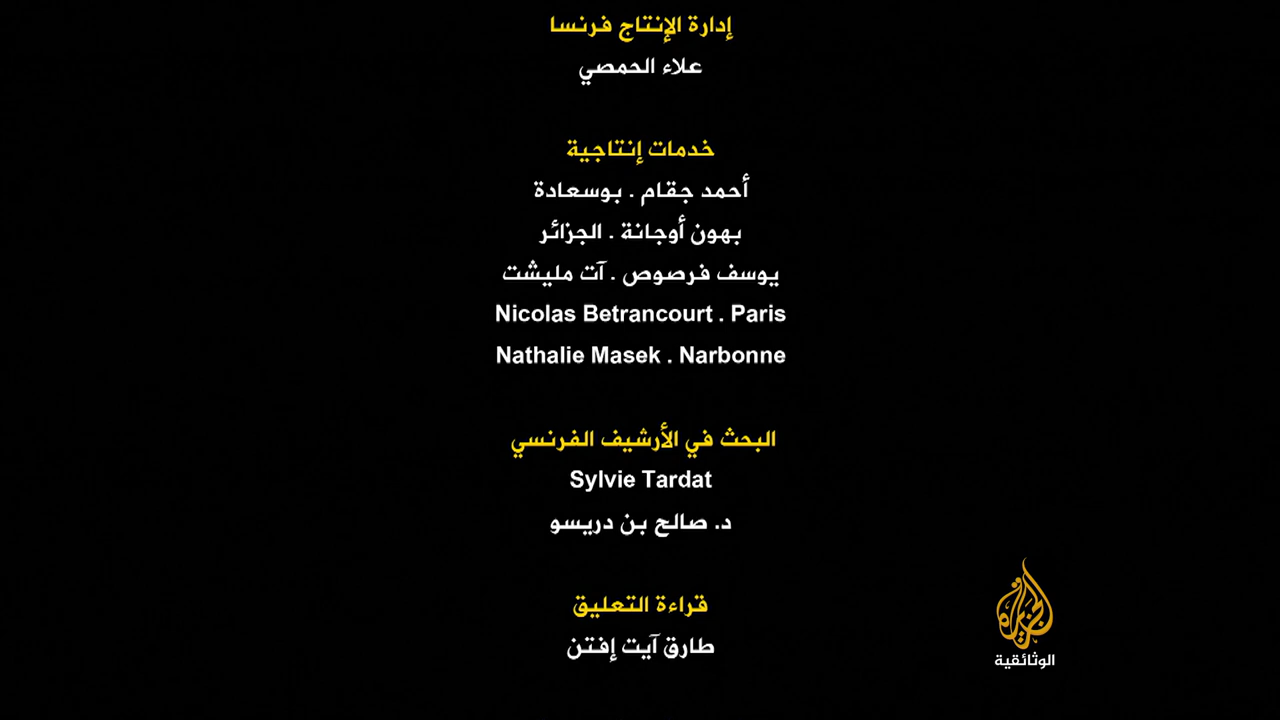 إدارة الإنتاج فرنسا
علاء الحمصي
خدمات إنتاجية
أحمد جقام . بوسعادة
بهون أوجانة . الجزائر
يوسف فرصوص . آت مليشت
Nicolas Betrancourt . Paris
Nathalie Masek . Narbonne
البحث في الأرشيف الفرنسي
Sylvie Tardat
د. صالح بن دريسو
قراءة التعليق
طارق آيت إفتن
الجزيرة
الوثائقية